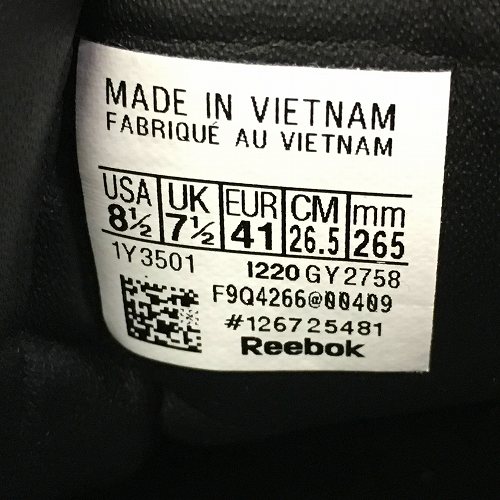 MADE IN VIETNAM
FABRIQUÉ AU VIETNAM
USA UK EUR CM mm
8½ 7½ 41 26.5 265
1Y3501 1220 GY2758
F9Q4266@00409
#126725481
Reebok